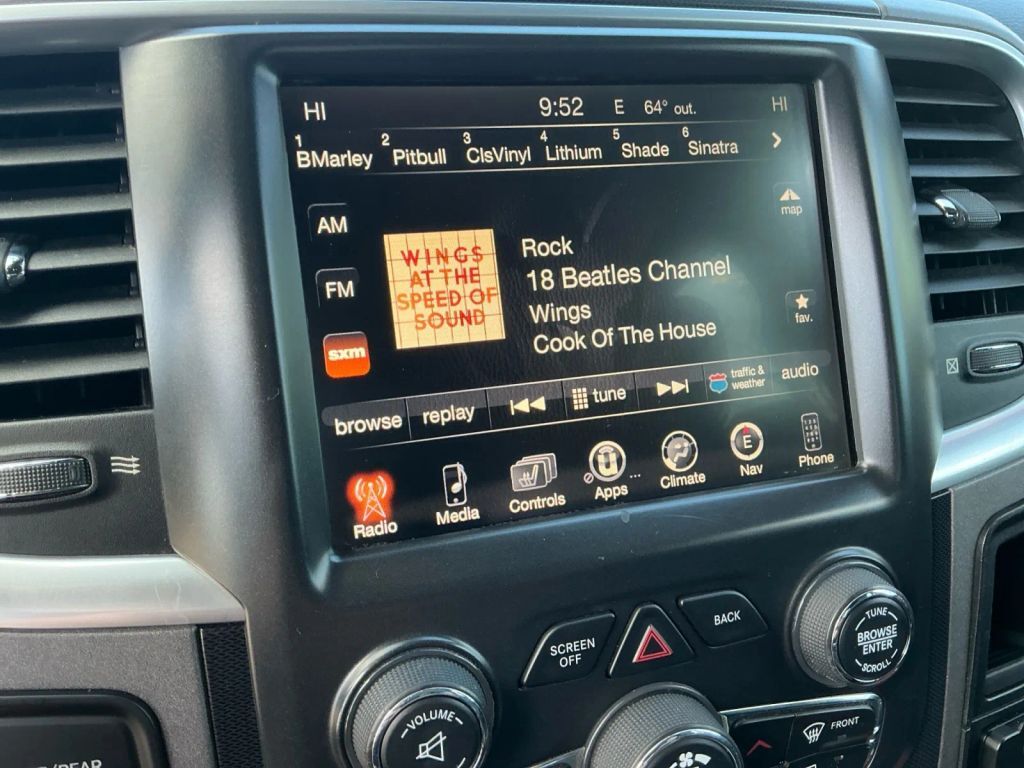 HI 9:52 E 64° out. HI
1 BMarley 2 Pitbull 3 ClsVinyl 4 Lithium 5 Shade 6 Sinatra
AM
FM
sxm
WINGS
AT THE
SPEED OF
SOUND
Rock
18 Beatles Channel
Wings
Cook Of The House
map
fav.
browse replay tune traffic & weather audio
Radio Media Controls Apps Climate Nav Phone
E
SCREEN
OFF
BACK
TUNE
BROWSE
ENTER
SCROLL
VOLUME
FRONT
/REAR